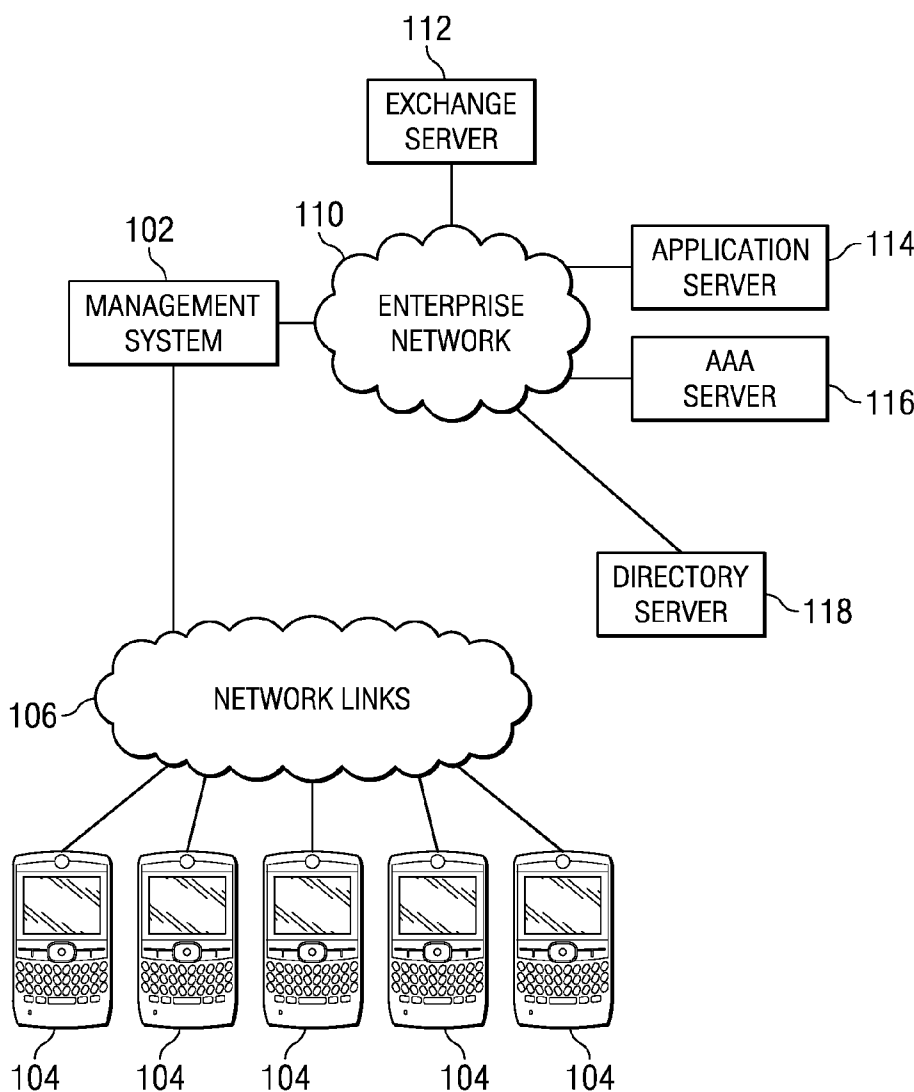 112
EXCHANGE
SERVER
110
102
MANAGEMENT
SYSTEM
ENTERPRISE
NETWORK
APPLICATION
SERVER
114
AAA
SERVER
116
DIRECTORY
SERVER
118
NETWORK LINKS
106
104
104
104
104
104